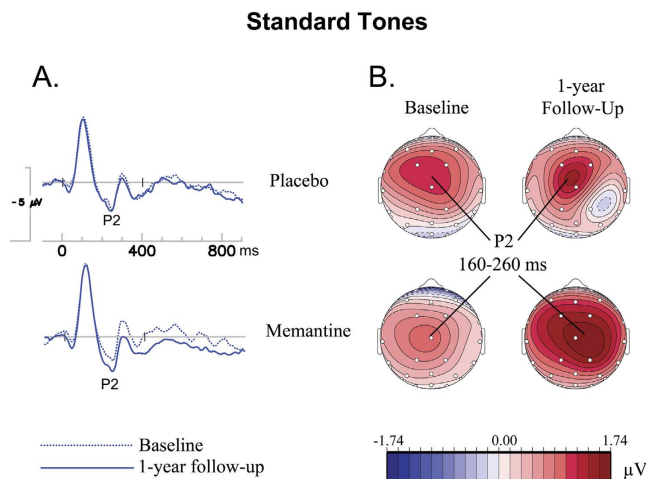 Standard Tones
A.
B.
Baseline
1-year
Follow-Up
Placebo
-5 μV
P2
0 400 800 ms
P2
160-260 ms
Memantine
P2
Baseline
1-year follow-up
-1.74 0.00 1.74
μV